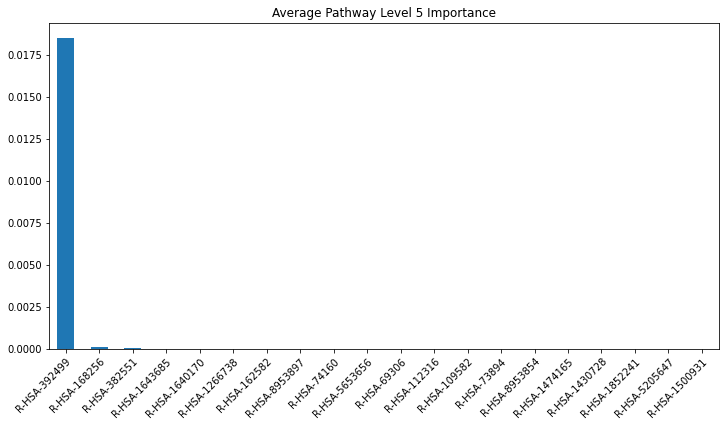 Average Pathway Level 5 Importance
0.0175
0.0150
0.0125
0.0100
0.0075
0.0050
0.0025
0.0000
R-HSA-392499
R-HSA-168256
R-HSA-382551
R-HSA-1643685
R-HSA-1640170
R-HSA-1266738
R-HSA-162582
R-HSA-8953897
R-HSA-74160
R-HSA-5653656
R-HSA-69306
R-HSA-112316
R-HSA-109582
R-HSA-73894
R-HSA-8953854
R-HSA-1474165
R-HSA-1430728
R-HSA-1852241
R-HSA-5205647
R-HSA-1500931